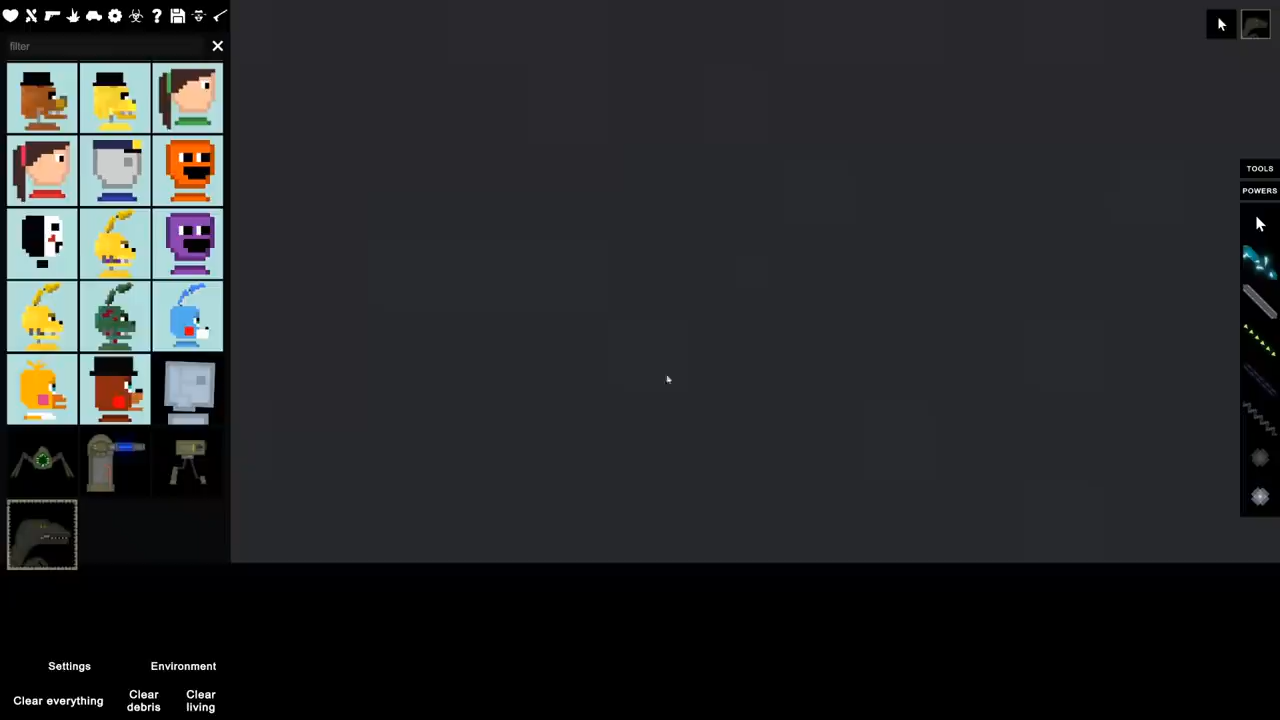 filter
TOOLS
POWERS
Settings
Environment
Clear everything
Clear
debris
Clear
living